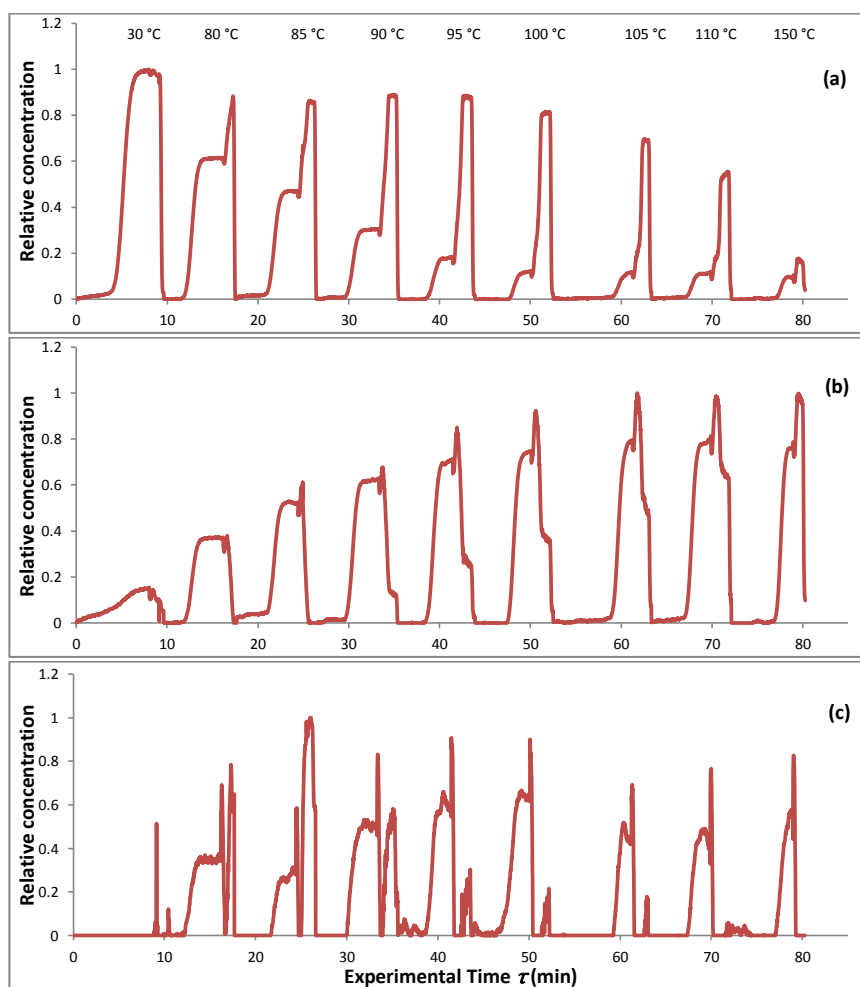 30 °C 80 °C 85 °C 90 °C 95 °C 100 °C 105 °C 110 °C 150 °C
(a)
Relative concentration
1.2
1
0.8
0.6
0.4
0.2
0
0 10 20 30 40 50 60 70 80
(b)
Relative concentration
1.2
1
0.8
0.6
0.4
0.2
0
0 10 20 30 40 50 60 70 80
(c)
Relative concentration
1.2
1
0.8
0.6
0.4
0.2
0
0 10 20 30 40 50 60 70 80
Experimental Time τ (min)